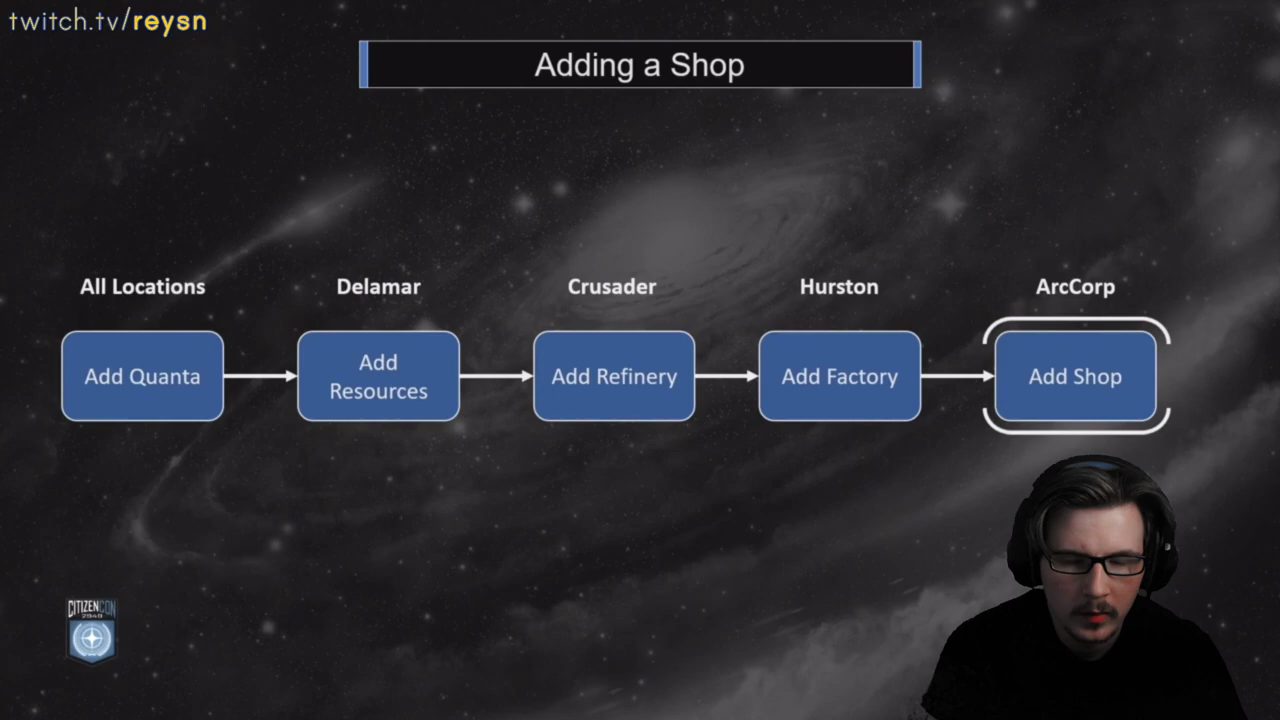 twitch.tv/reysn
Adding a Shop
All Locations
Delamar
Crusader
Hurston
ArcCorp
Add Quanta
Add
Resources
Add Refinery
Add Factory
Add Shop
CITIZENCON
2949